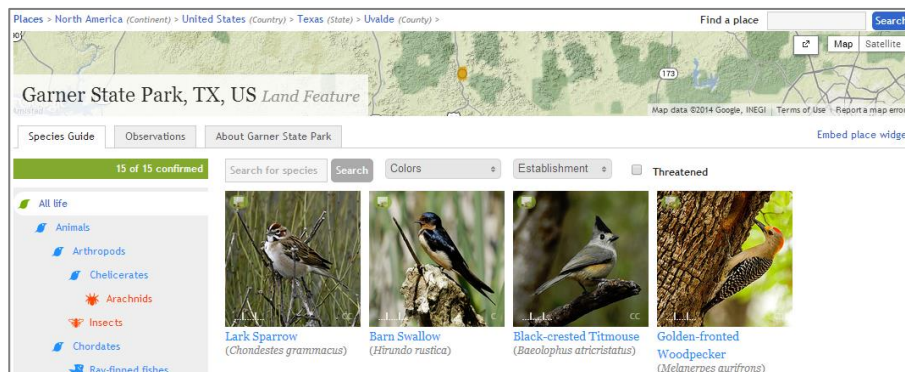 Places > North America (Continent) > United States (Country) > Texas (State) > Uvalde (County) >
Find a place
Search
Map Satellite
173
Garner State Park, TX, US Land Feature
Map data ©2014 Google, INEGI Terms of Use Report a map error
Species Guide Observations About Garner State Park
Embed place widge
15 of 15 confirmed
Search for species Search Colors Establishment Threatened
All life
Animals
Arthropods
Chelicerates
Arachnids
Insects
Chordates
Ray-finned fishes
CC
C
CC
CC
Lark Sparrow
(Chondestes grammacus)
Barn Swallow
(Hirundo rustica)
Black-crested Titmouse
(Baeolophus atricristatus)
Golden-fronted
Woodpecker
(Melanerpes aurifrons)